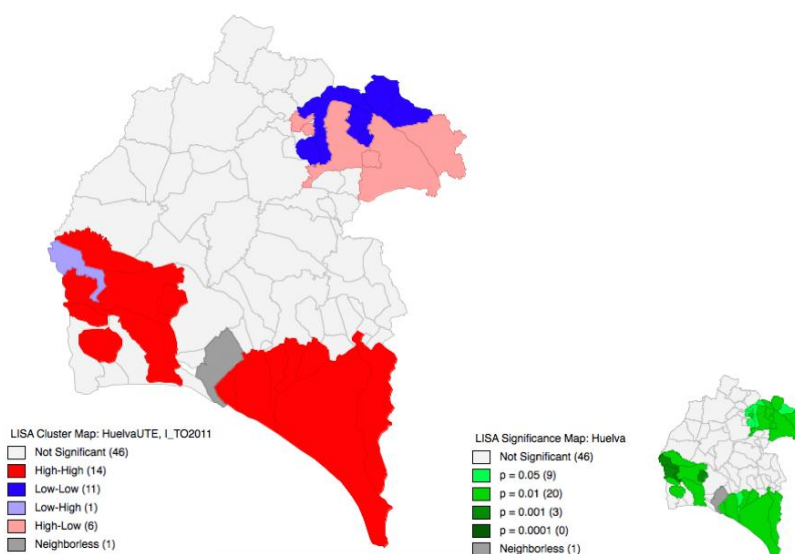 LISA Cluster Map: HuelvaUTE, I_TO2011
Not Significant (46)
High-High (14)
Low-Low (11)
Low-High (1)
High-Low (6)
Neighborless (1)
LISA Significance Map: Huelva
Not Significant (46)
p = 0.05 (9)
p = 0.01 (20)
p = 0.001 (3)
p = 0.0001 (0)
Neighborless (1)